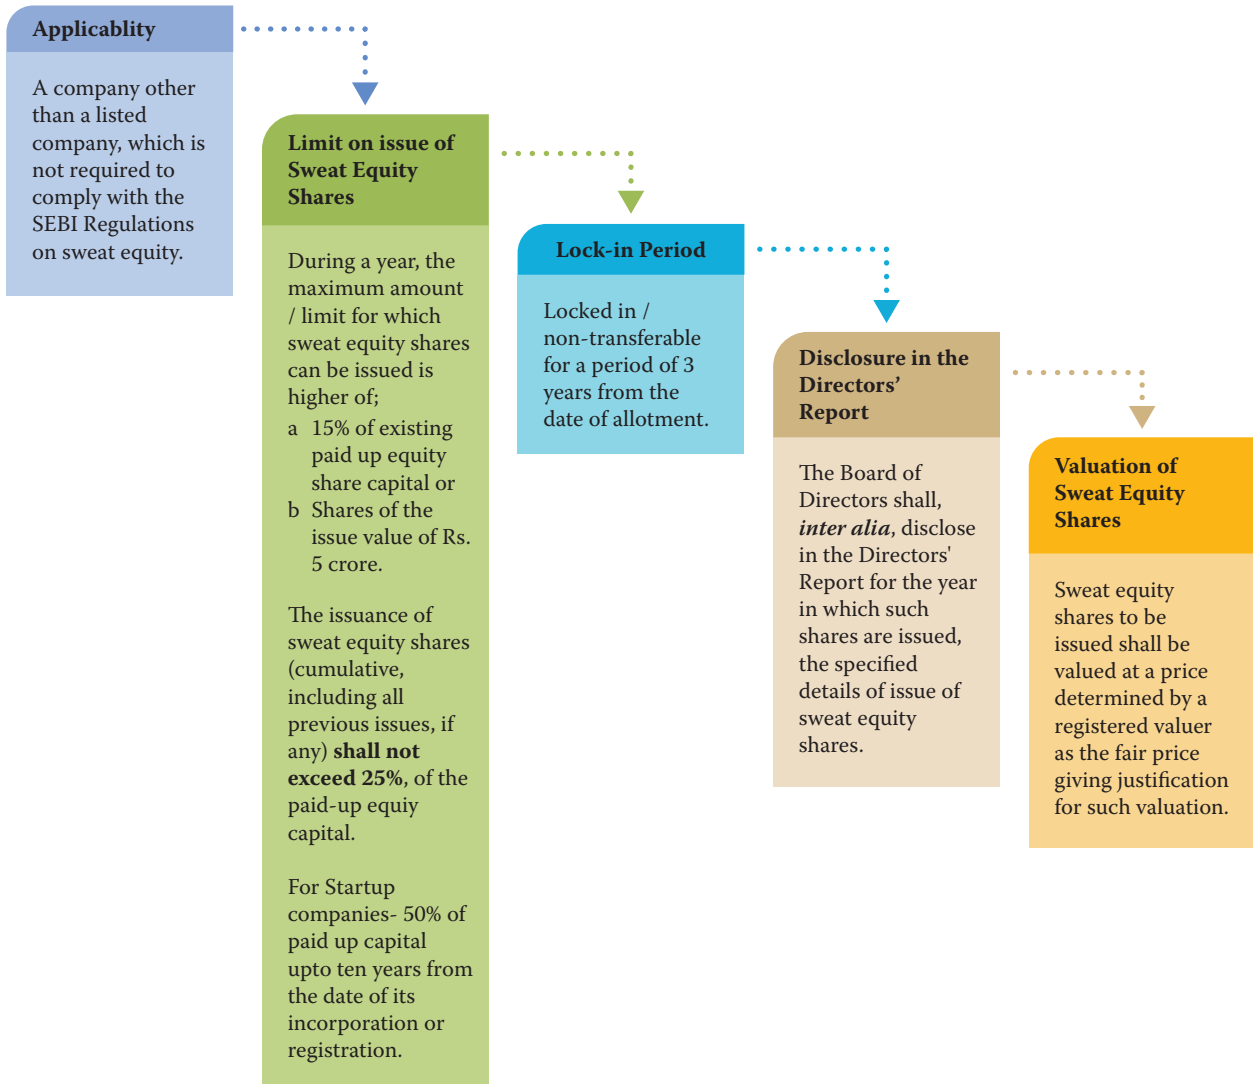 Applicablity
A company other
than a listed
company, which is
not required to
comply with the
SEBI Regulations
on sweat equity.
Limit on issue of
Sweat Equity
Shares
During a year, the
maximum amount
/ limit for which
sweat equity shares
can be issued is
higher of;
a 15% of existing
paid up equity
share capital or
b Shares of the
issue value of Rs.
5 crore.
The issuance of
sweat equity shares
(cumulative,
including all
previous issues, if
any) shall not
exceed 25%, of the
paid-up equiy
capital.
For Startup
companies- 50% of
paid up capital
upto ten years from
the date of its
incorporation or
registration.
Lock-in Period
Locked in /
non-transferable
for a period of 3
years from the
date of allotment.
Disclosure in the
Directors’
Report
The Board of
Directors shall,
inter alia, disclose
in the Directors'
Report for the year
in which such
shares are issued,
the specified
details of issue of
sweat equity
shares.
Valuation of
Sweat Equity
Shares
Sweat equity
shares to be
issued shall be
valued at a price
determined by a
registered valuer
as the fair price
giving justification
for such valuation.